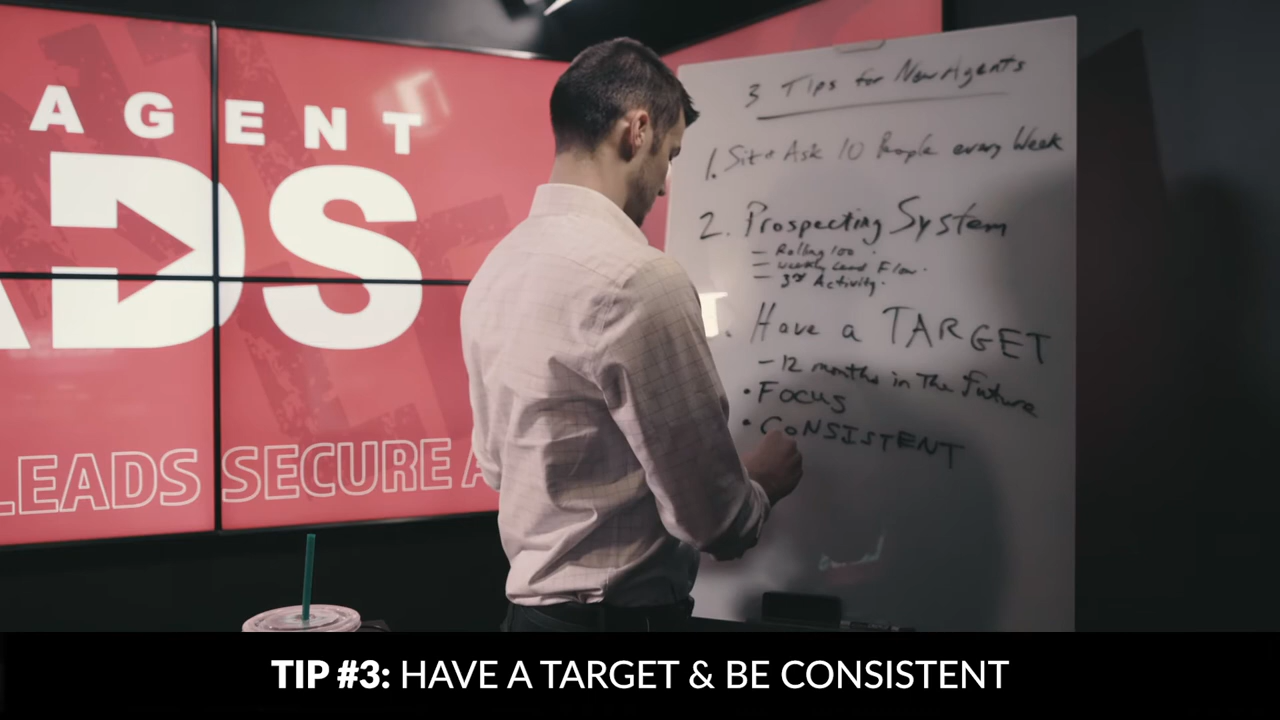 AGENT
ADS
LEADS SECURE A
3 Tips for New Agents
1. Sit & Ask 10 People every Week
2. Prospecting System
– Rolling 100
– Weekly Lead Flow
– Activity
. Have a TARGET
– 12 months in The Future
• FOCUS
• CONSISTENT
TIP #3: HAVE A TARGET & BE CONSISTENT